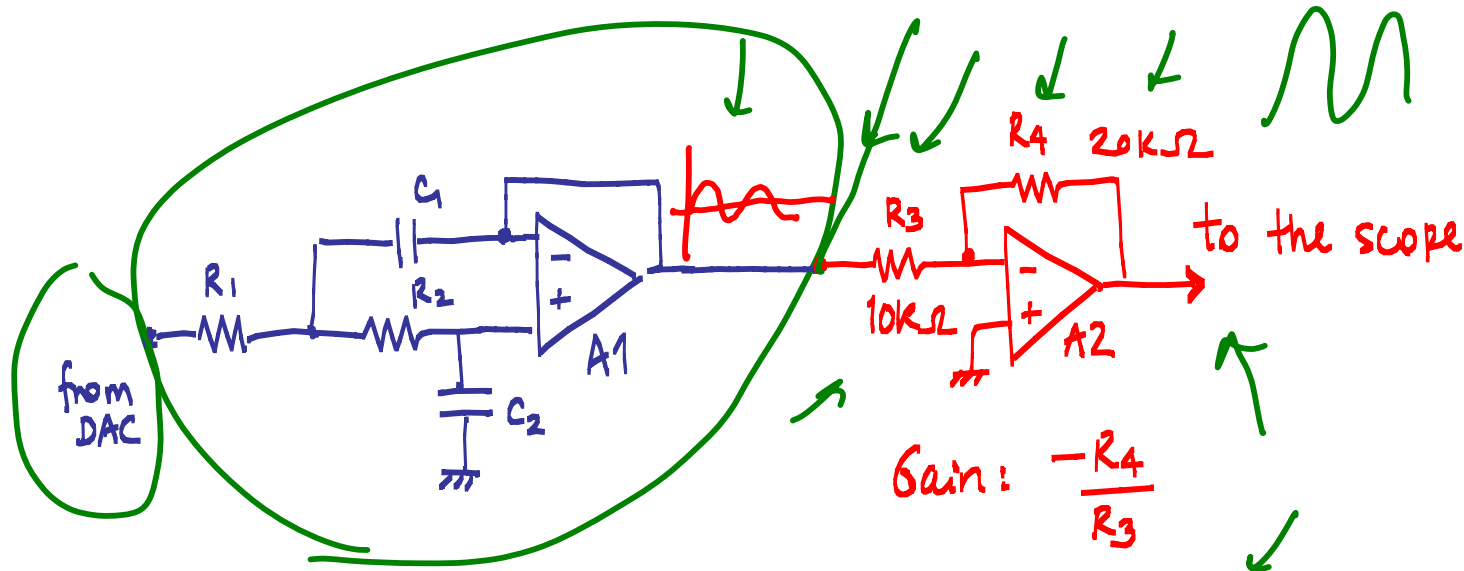 R4 20KΩ
C1
R3
to the scope
R1
R2
−
+
10KΩ
−
+
A1
A2
from
DAC
C2
Gain: −R4
R3